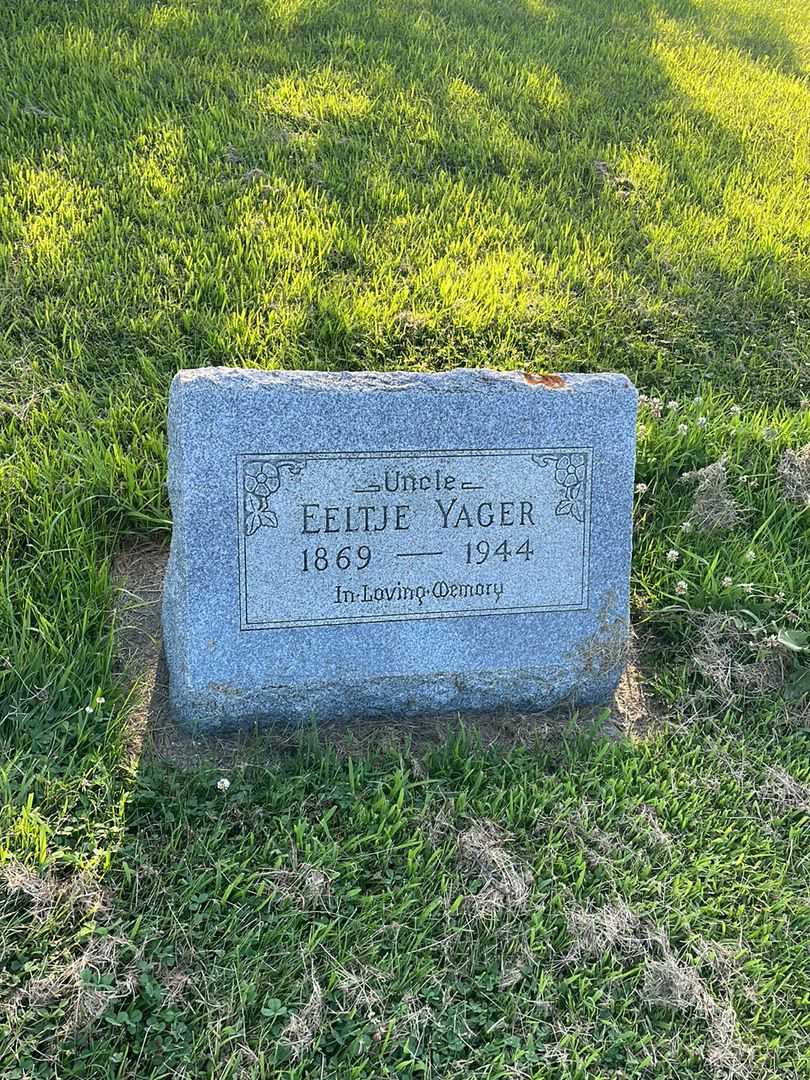 Uncle
EELTJE YAGER
1869 — 1944
In·Loving·Memory